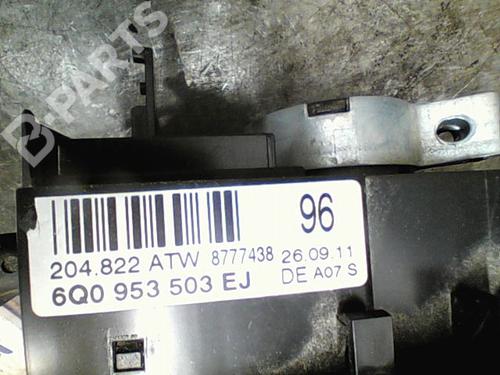 B-PARTS
96
204.822 ATW 8777438 26.09.11
6Q0 953 503 EJ DE A07 S